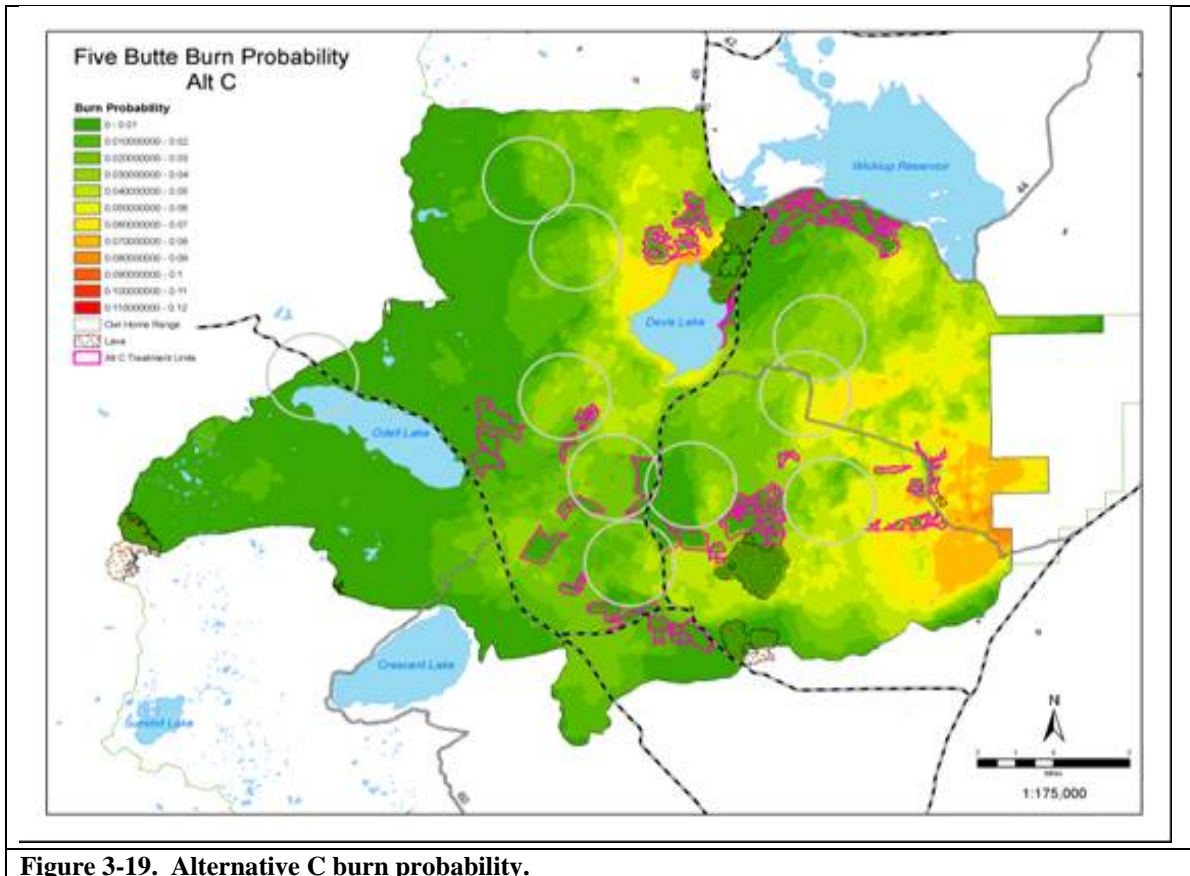 Five Butte Burn Probability
Alt C
Burn Probability
0 - 0.01
0.010000000 - 0.02
0.020000000 - 0.03
0.030000000 - 0.04
0.040000000 - 0.05
0.050000000 - 0.06
0.060000000 - 0.07
0.070000000 - 0.08
0.080000000 - 0.09
0.090000000 - 0.1
0.100000000 - 0.11
0.110000000 - 0.12
Owl Home Range
Lava
Alt C Treatment Units
Wickiup Reservoir
44
46
Davis Lake
Odell Lake
Crescent Lake
Summit Lake
60
N
1:175,000
Figure 3-19. Alternative C burn probability.